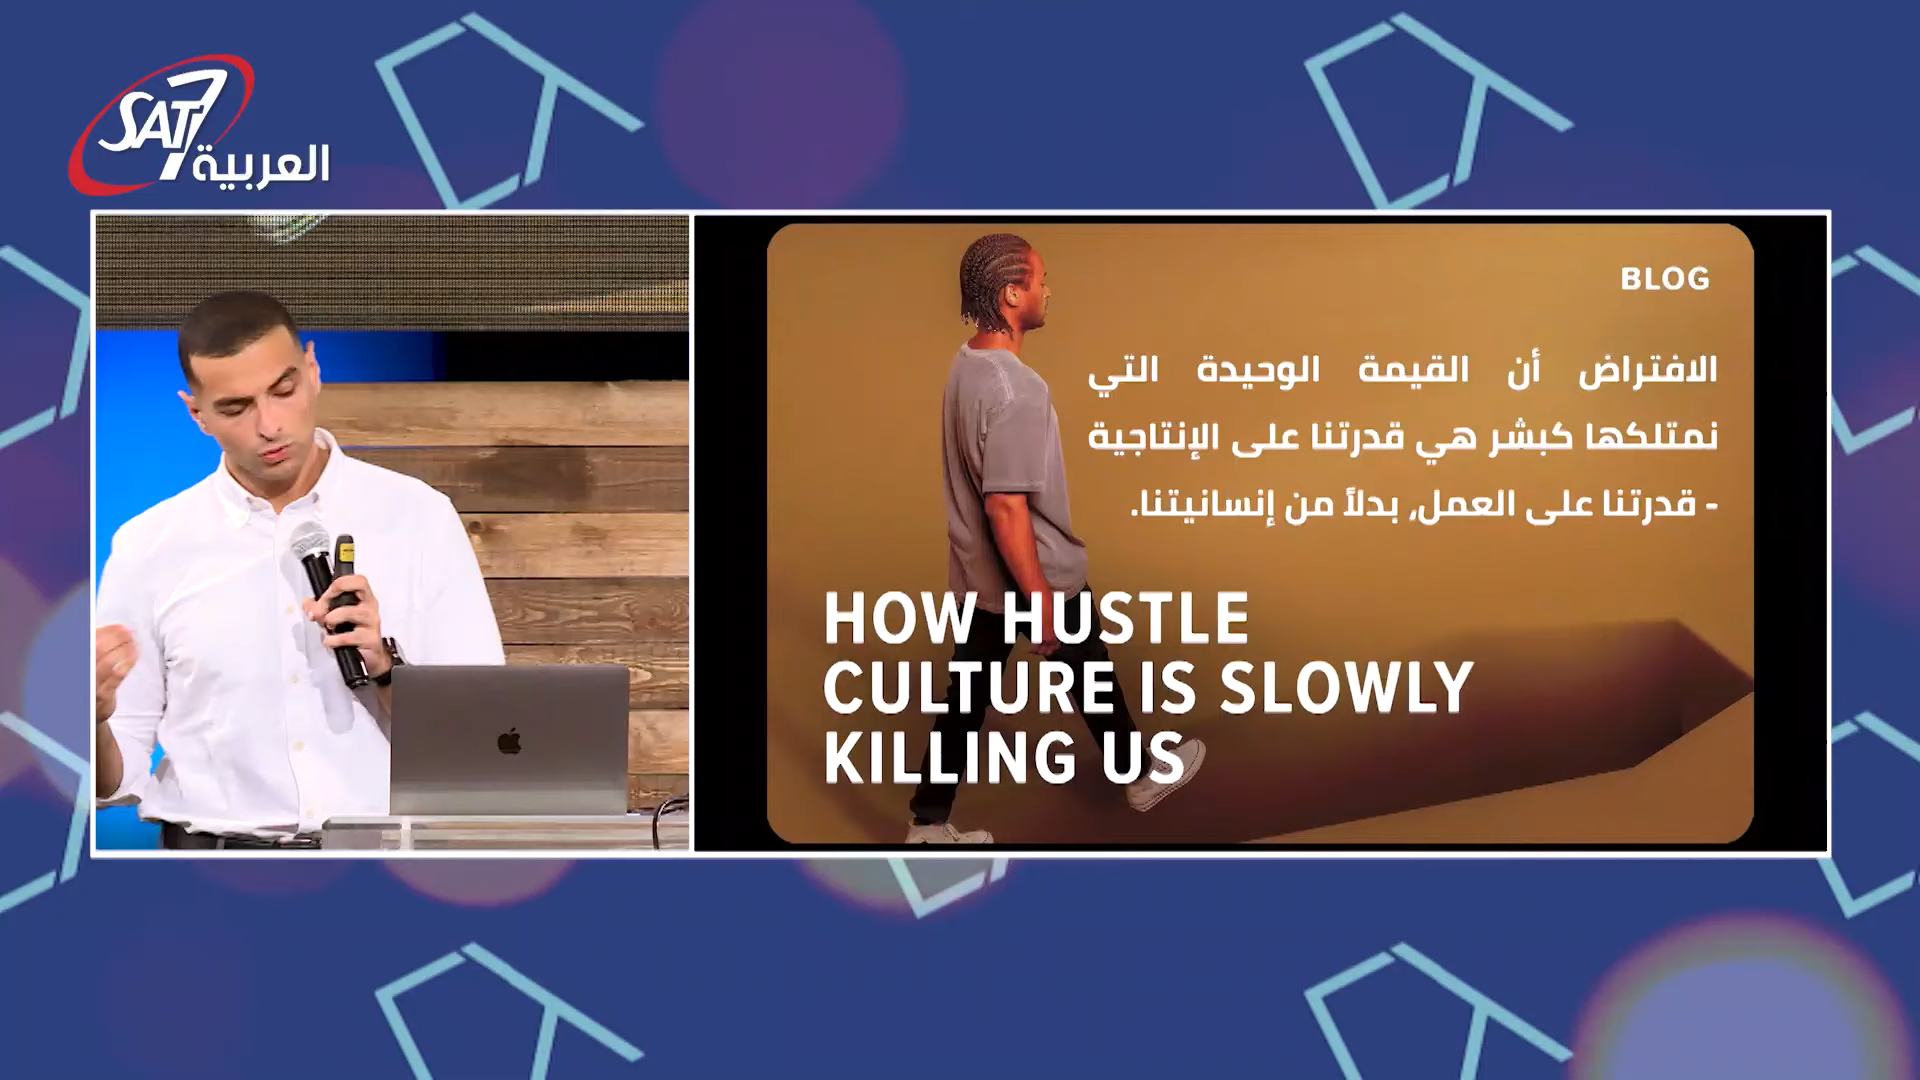 SAT7
العربية
BLOG
الافتراض أن القيمة الوحيدة التي
نمتلكها كبشر هي قدرتنا على الإنتاجية
- قدرتنا على العمل، بدلاً من إنسانيتنا.
HOW HUSTLE
CULTURE IS SLOWLY
KILLING US